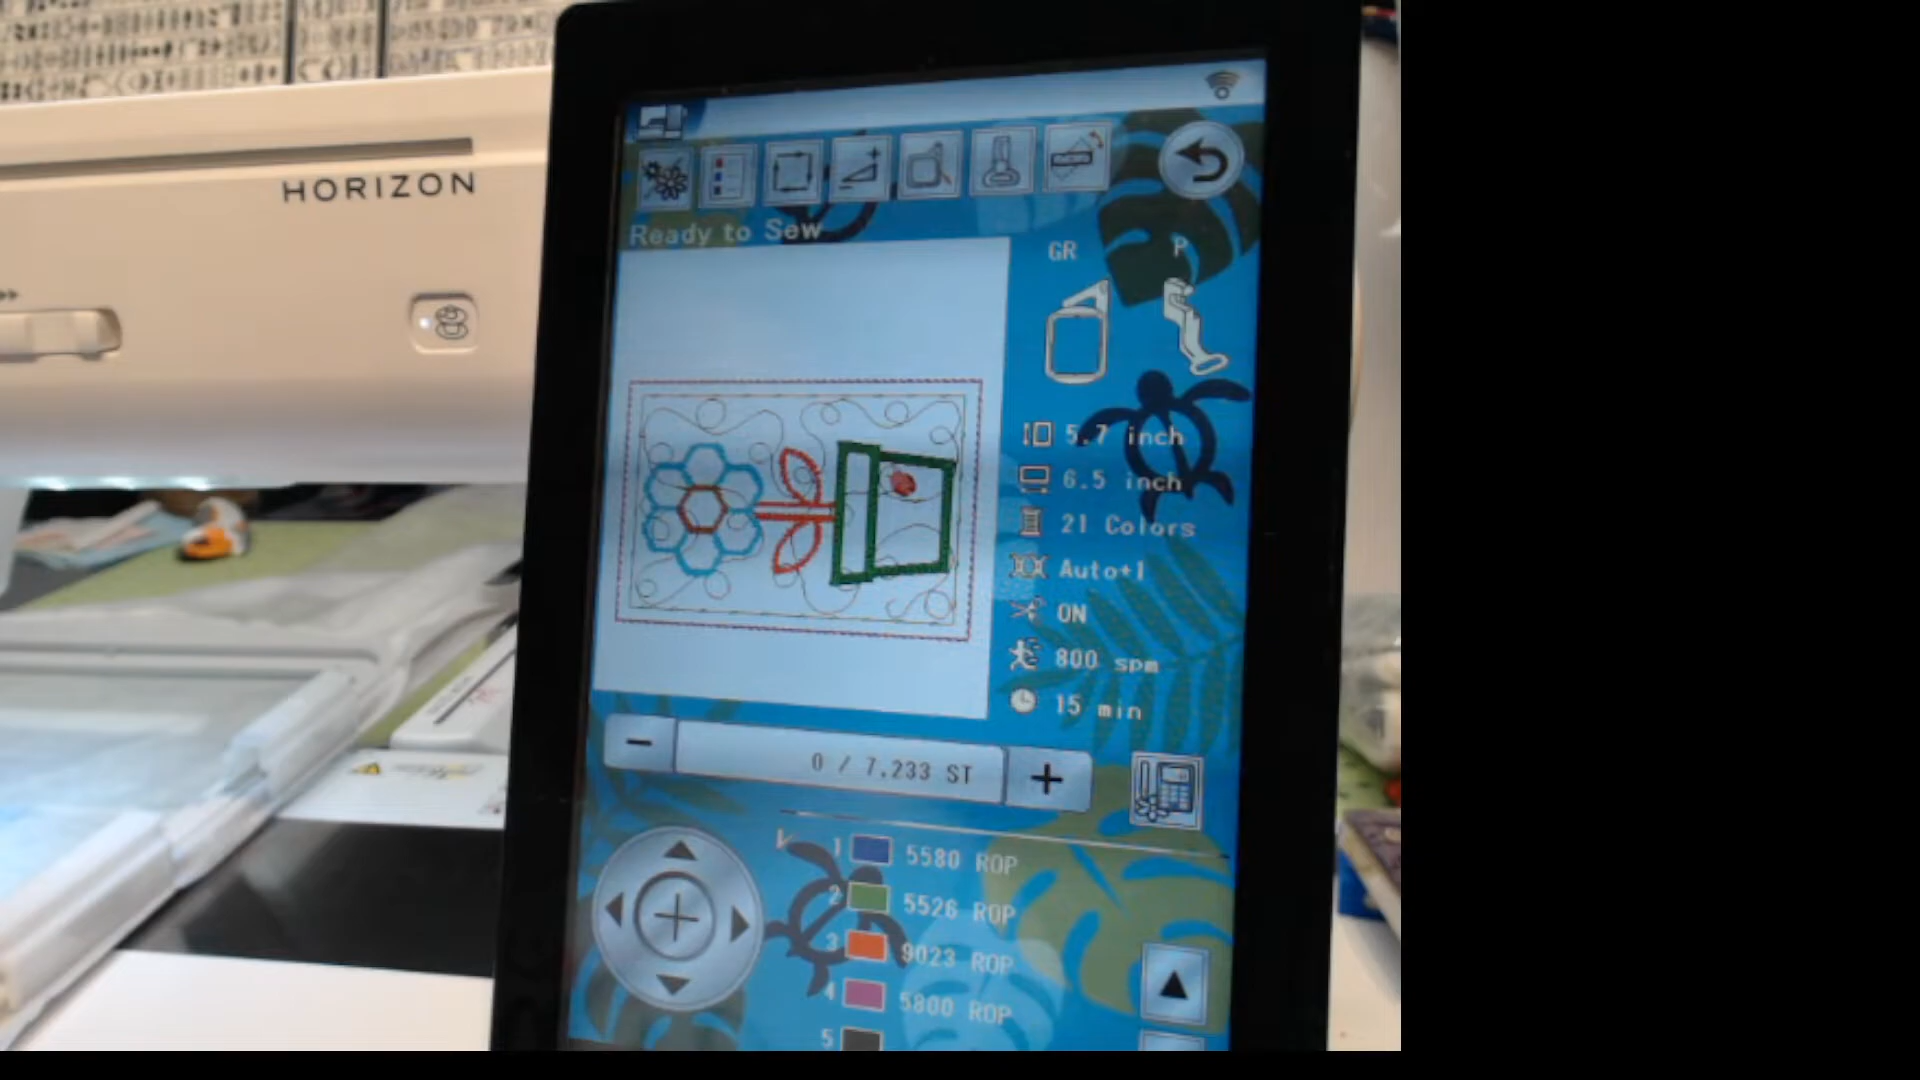 HORIZON
Ready to Sew
GR P
5.7 inch
6.5 inch
21 Colors
Auto+1
ON
800 spm
15 min
− 0 / 7,233 ST +
1 5580 ROP
2 5526 ROP
3 9023 ROP
4 5800 ROP
5